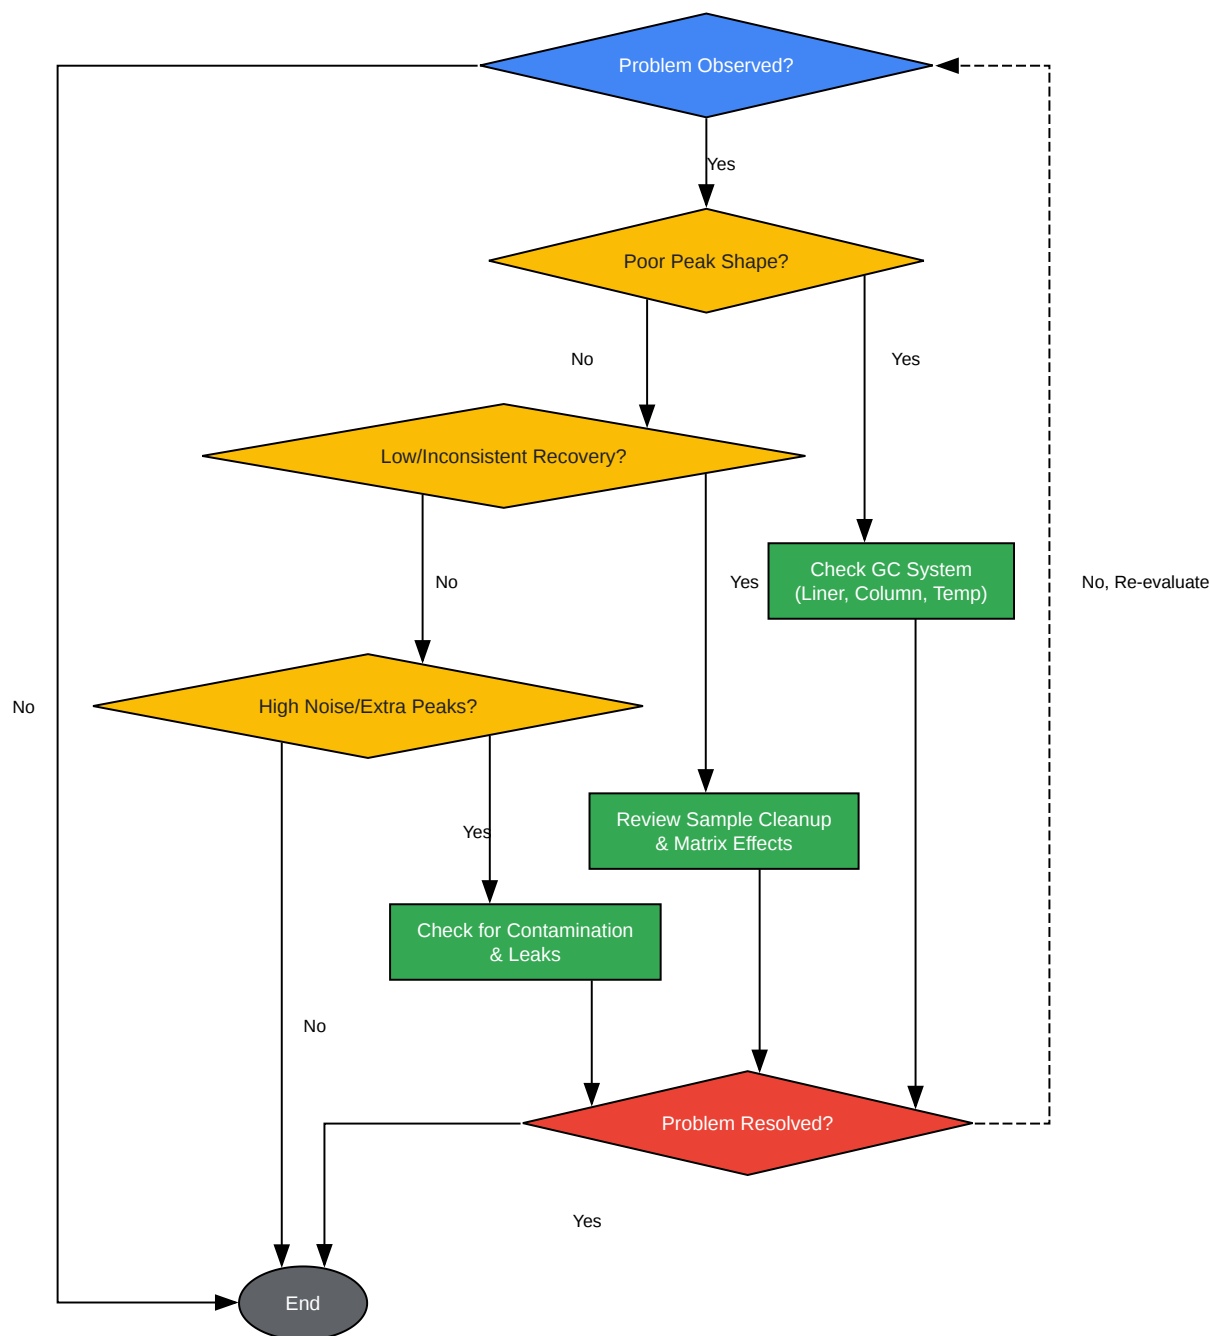 Problem Observed?
Yes
Poor Peak Shape?
No
Yes
Low/Inconsistent Recovery?
No
Yes
Check GC System
(Liner, Column, Temp)
No, Re-evaluate
High Noise/Extra Peaks?
No
Yes
Review Sample Cleanup
& Matrix Effects
Check for Contamination
& Leaks
No
Problem Resolved?
Yes
End